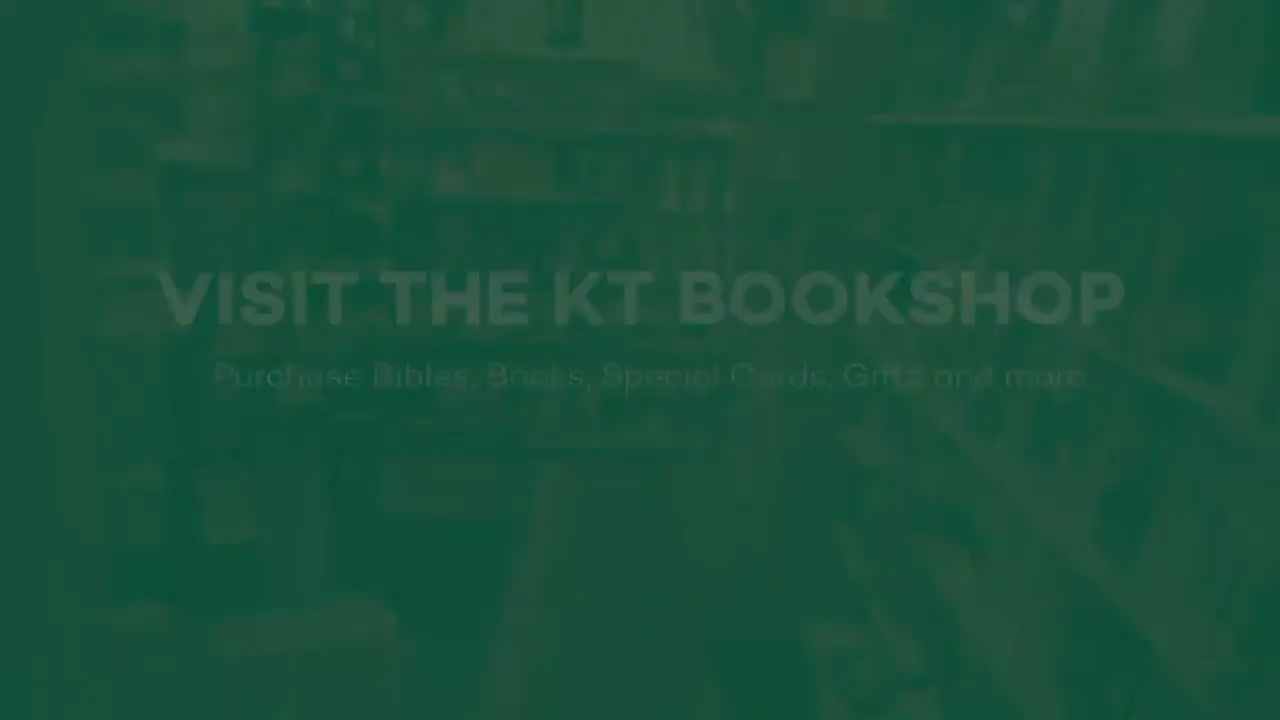 VISIT THE KT BOOKSHOP
Purchase Bibles, Books, Special Cards, Gifts and more...